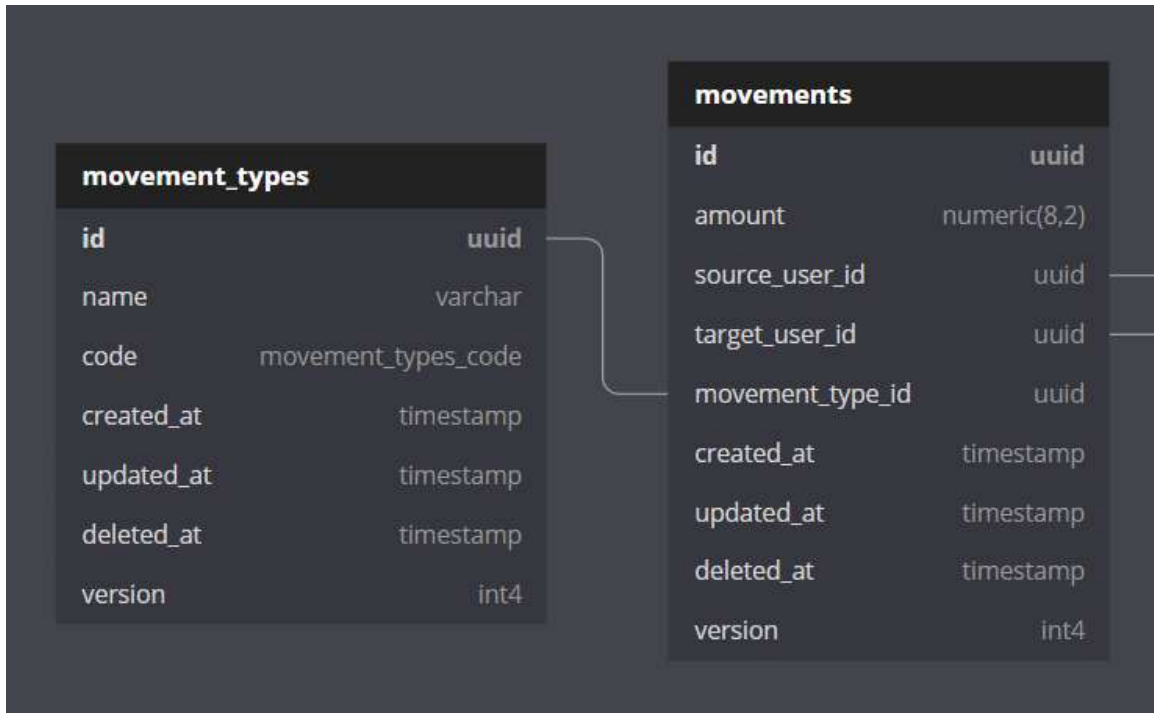 movement_types
id uuid
name varchar
code movement_types_code
created_at timestamp
updated_at timestamp
deleted_at timestamp
version int4
movements
id uuid
amount numeric(8,2)
source_user_id uuid
target_user_id uuid
movement_type_id uuid
created_at timestamp
updated_at timestamp
deleted_at timestamp
version int4